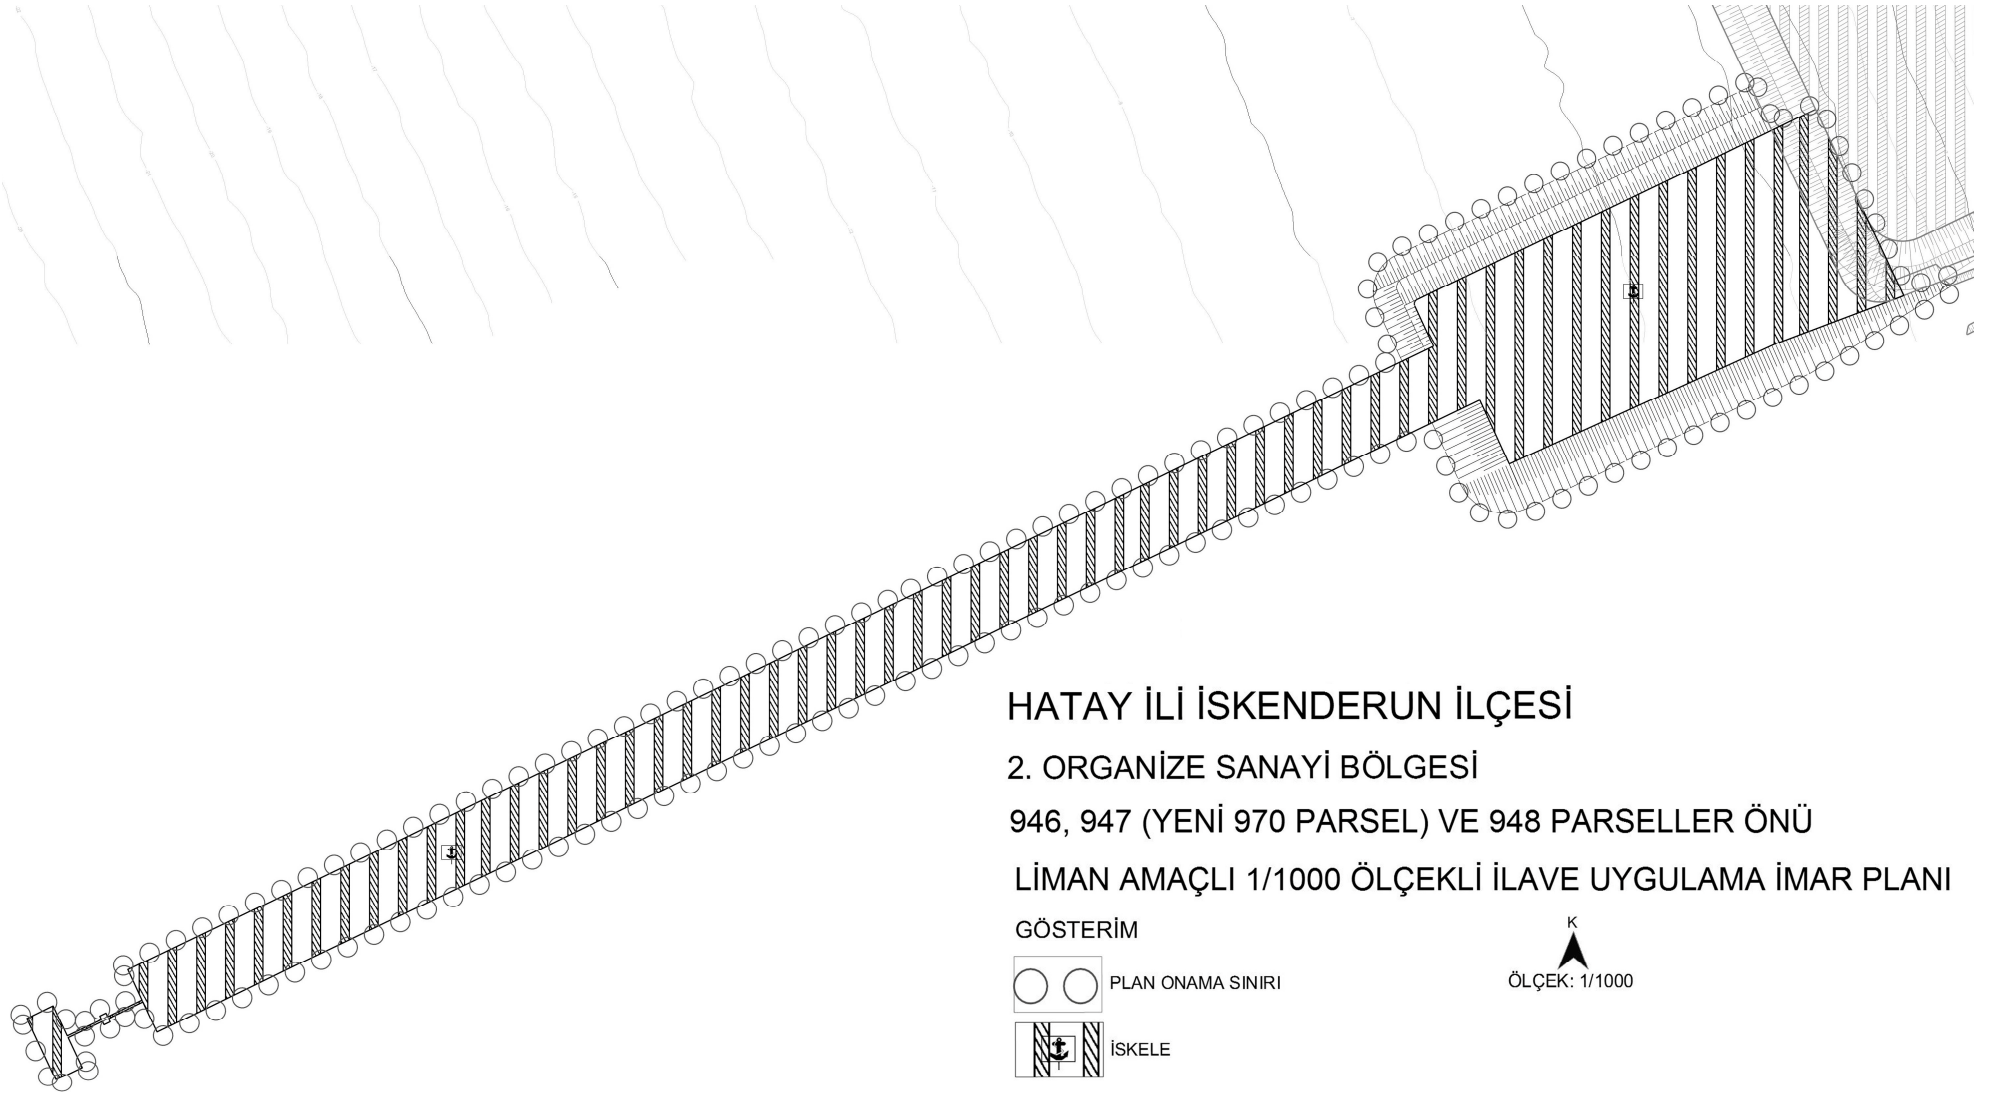 HATAY İLİ İSKENDERUN İLÇESİ
2. ORGANİZE SANAYİ BÖLGESİ
946, 947 (YENİ 970 PARSEL) VE 948 PARSELLER ÖNÜ
LİMAN AMAÇLI 1/1000 ÖLÇEKLİ İLAVE UYGULAMA İMAR PLANI
GÖSTERİM
K
PLAN ONAMA SINIRI
ÖLÇEK: 1/1000
İSKELE